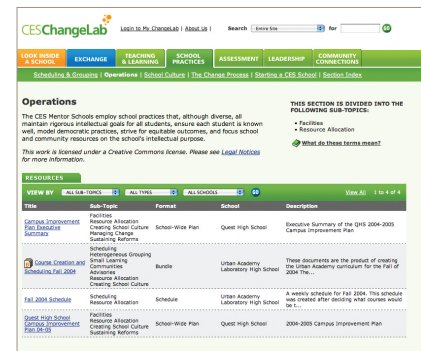 CESChangeLab
Login to My ChangeLab | About Us |
Search Entire Site for GO
LOOK INSIDE A SCHOOL
EXCHANGE
TEACHING & LEARNING
SCHOOL PRACTICES
ASSESSMENT
LEADERSHIP
COMMUNITY CONNECTIONS
Scheduling & Grouping | Operations | School Culture | The Change Process | Starting a CES School | Section Index
Operations
The CES Mentor Schools employ school practices that, although diverse, all
maintain rigorous intellectual goals for all students, ensure each student is known
well, model democratic practices, strive for equitable outcomes, and focus school
and community resources on the school's intellectual purpose.
This work is licensed under a Creative Commons license. Please see Legal Notices
for more information.
THIS SECTION IS DIVIDED INTO THE
FOLLOWING SUB-TOPICS:
• Facilities
• Resource Allocation
What do these terms mean?
RESOURCES
VIEW BY ALL SUB-TOPICS ALL TYPES ALL SCHOOLS GO View All 1 to 4 of 4
Title Sub-Topic Format School Description
Campus Improvement
Plan Executive
Summary
Facilities
Resource Allocation
Creating School Culture
Managing Change
Sustaining Reforms
School-Wide Plan
Quest High School
Executive Summary of the QHS 2004-2005
Campus Improvement Plan
Course Creation and
Scheduling Fall 2004
Scheduling
Heterogeneous Grouping
Small Learning
Communities
Advisories
Resource Allocation
Creating School Culture
Bundle
Urban Academy
Laboratory High School
These documents are the product of creating
the Urban Academy curriculum for the Fall of
2004 The...
Fall 2004 Schedule
Scheduling
Resource Allocation
Schedule
Urban Academy
Laboratory High School
A weekly schedule for Fall 2004. This schedule
was created after deciding what courses would
be t...
Quest High School
Campus Improvement
Plan 04-05
Facilities
Resource Allocation
Creating School Culture
Sustaining Reforms
School-Wide Plan
Quest High School
2004-2005 Campus Improvement Plan